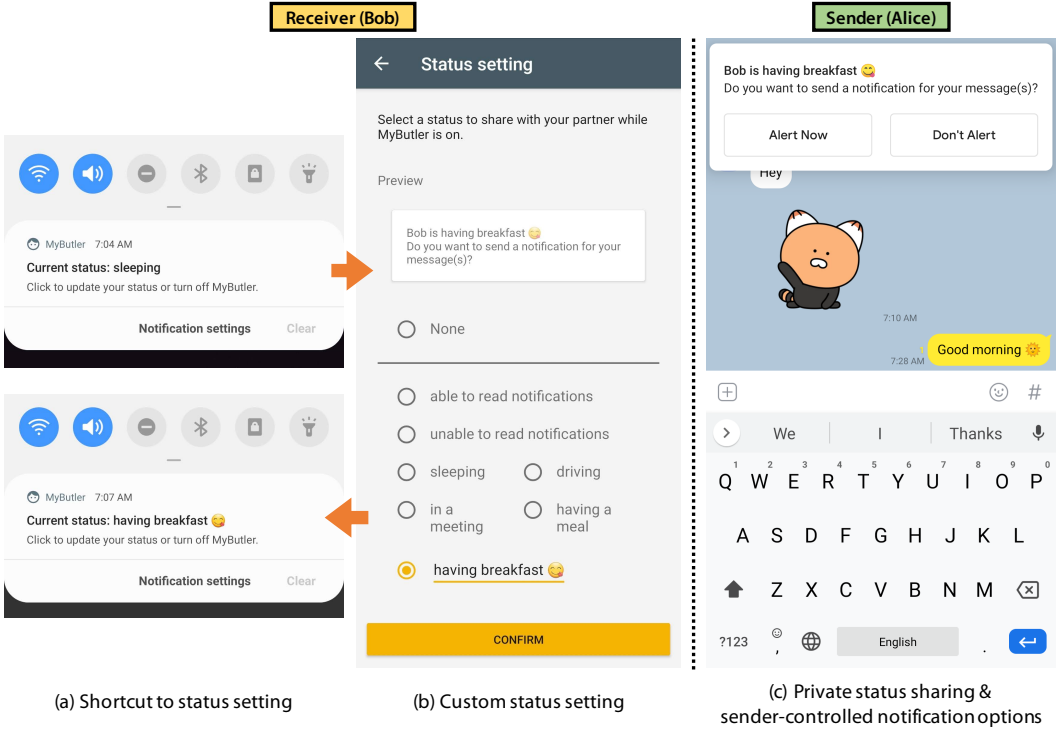 Receiver (Bob)
Sender (Alice)
MyButler 7:04 AM
Current status: sleeping
Click to update your status or turn off MyButler.
Notification settings Clear
MyButler 7:07 AM
Current status: having breakfast 😋
Click to update your status or turn off MyButler.
Notification settings Clear
(a) Shortcut to status setting
← Status setting
Select a status to share with your partner while
MyButler is on.
Preview
Bob is having breakfast 😋
Do you want to send a notification for your
message(s)?
None
able to read notifications
unable to read notifications
sleeping driving
in a
meeting
having a
meal
having breakfast 😋
CONFIRM
(b) Custom status setting
Bob is having breakfast 😋
Do you want to send a notification for your message(s)?
Alert Now Don't Alert
Hey
7:10 AM
1
Good morning 🌞
7:28 AM
#
We I Thanks
1 2 3 4 5 6 7 8 9 0
Q W E R T Y U I O P
A S D F G H J K L
Z X C V B N M
?123 , English .
(c) Private status sharing &
sender-controlled notification options